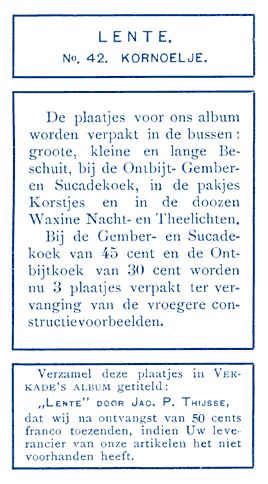 LENTE.
No. 42. KORNOELJE.
De plaatjes voor ons album
worden verpakt in de bussen:
groote, kleine en lange Be-
schuit, bij de Ontbijt- Gember-
en Sucadekoek, in de pakjes
Korstjes en in de doozen
Waxine Nacht- en Theelichten.
Bij de Gember- en Sucade-
koek van 45 cent en de Ont-
bijtkoek van 30 cent worden
nu 3 plaatjes verpakt ter ver-
vanging van de vroegere con-
structievoorbeelden.
Verzamel deze plaatjes in VER-
KADE'S ALBUM getiteld:
„LENTE" DOOR JAC. P. THIJSSE,
dat wij na ontvangst van 50 cents
franco toezenden, indien Uw leve-
rancier van onze artikelen het niet
voorhanden heeft.